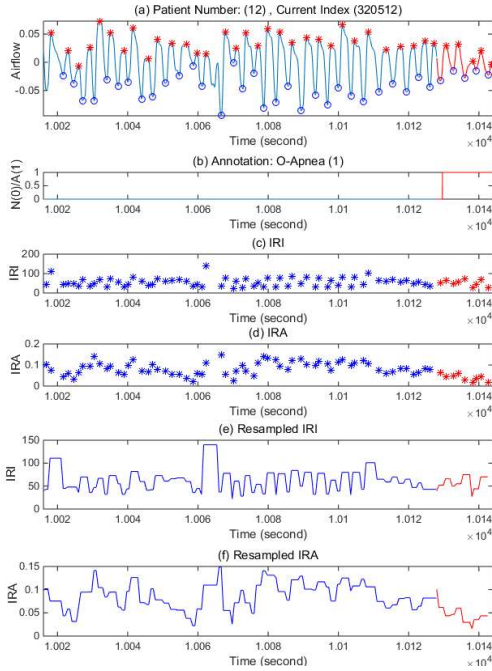 (a) Patient Number: (12) , Current Index (320512)
Airflow
0.05
0
-0.05
1.002 1.004 1.006 1.008 1.01 1.012 1.014
Time (second)
×10⁴
(b) Annotation: O-Apnea (1)
N(0)/A(1)
1
0.5
0
1.002 1.004 1.006 1.008 1.01 1.012 1.014
Time (second)
×10⁴
(c) IRI
IRI
200
100
0
1.002 1.004 1.006 1.008 1.01 1.012 1.014
Time (second)
×10⁴
(d) IRA
IRA
0.2
0.1
0
1.002 1.004 1.006 1.008 1.01 1.012 1.014
Time (second)
×10⁴
(e) Resampled IRI
IRI
150
100
50
0
1.002 1.004 1.006 1.008 1.01 1.012 1.014
Time (second)
×10⁴
(f) Resampled IRA
IRA
0.15
0.1
0.05
0
1.002 1.004 1.006 1.008 1.01 1.012 1.014
Time (second)
×10⁴